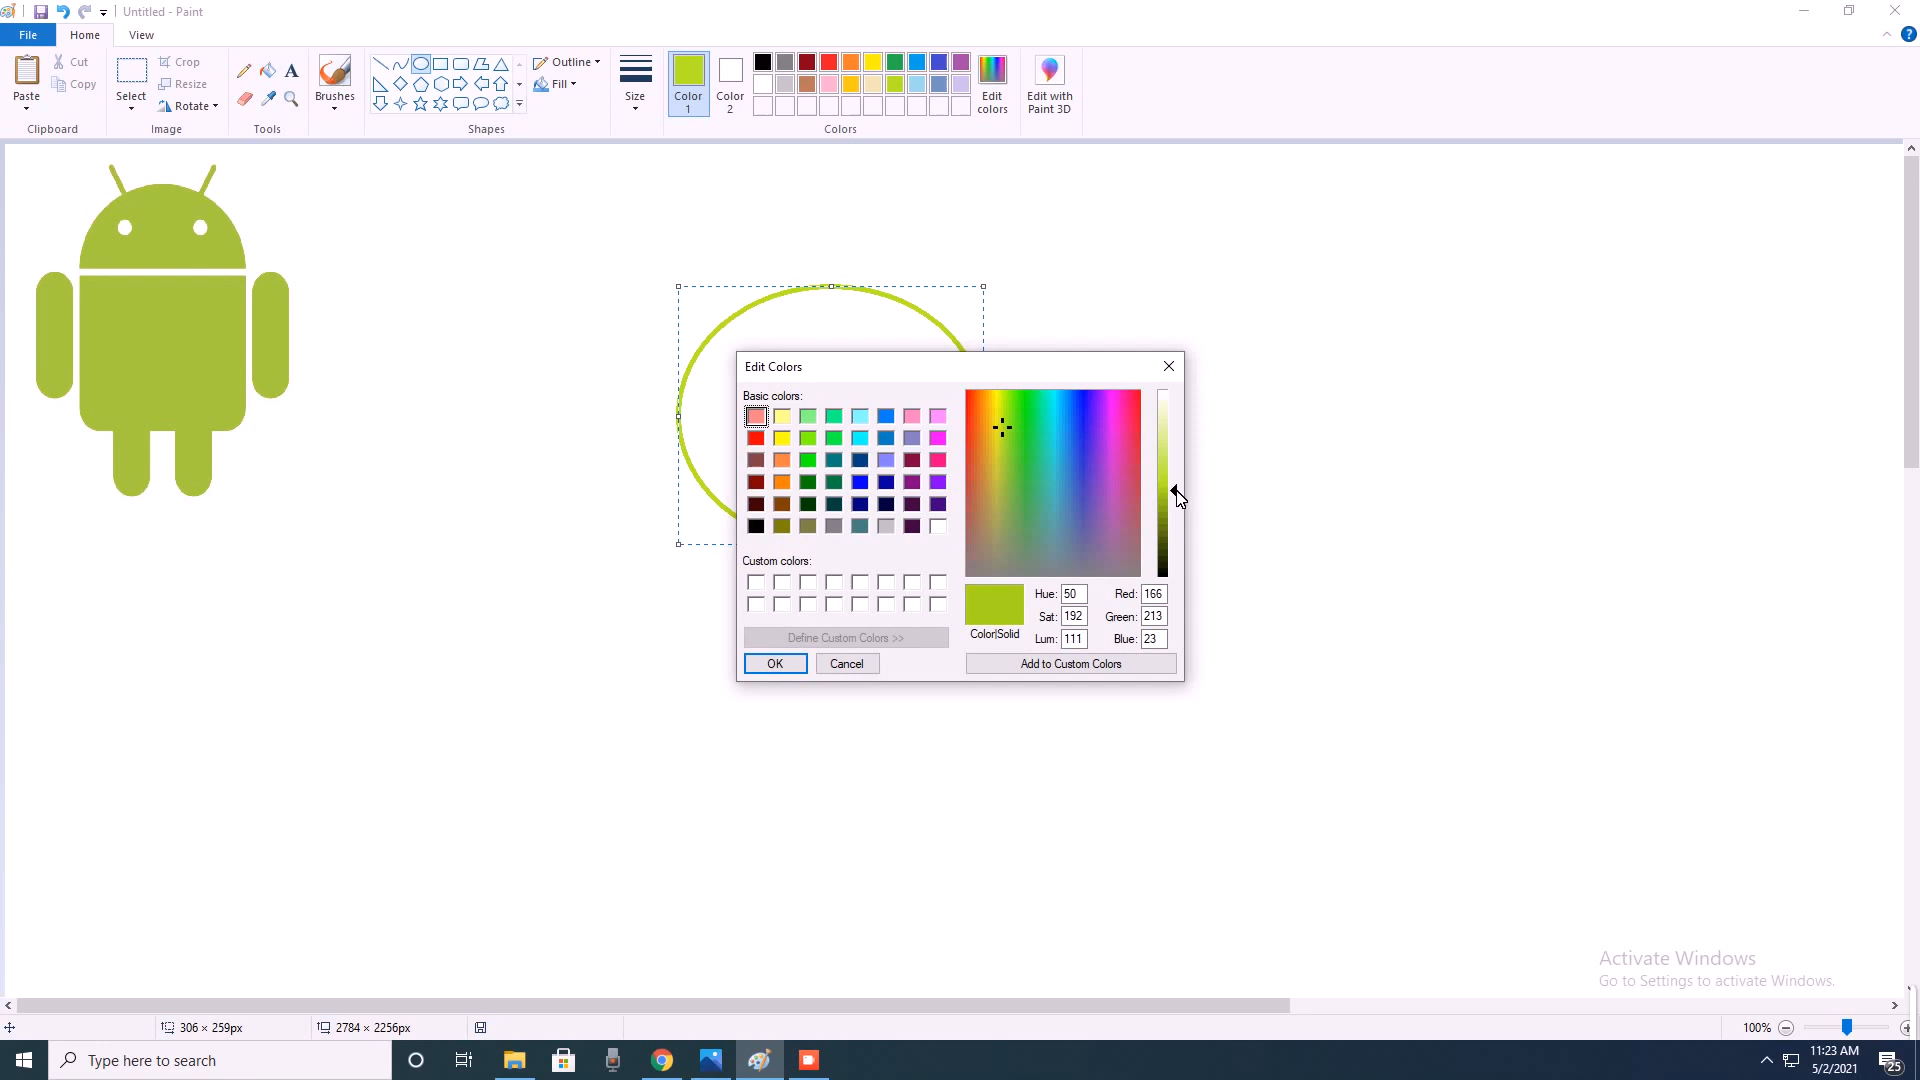 Untitled - Paint
File
Home
View
Paste
Cut
Copy
Clipboard
Select
Crop
Resize
Rotate
Image
Tools
Brushes
Shapes
Outline
Fill
Size
Color
1
Color
2
Colors
Edit
colors
Edit with
Paint 3D
Edit Colors
Basic colors:
Custom colors:
Define Custom Colors >>
OK
Cancel
Color|Solid
Hue: 50
Sat: 192
Lum: 111
Red: 166
Green: 213
Blue: 23
Add to Custom Colors
Activate Windows
Go to Settings to activate Windows.
306 × 259px
2784 × 2256px
100%
Type here to search
11:23 AM
5/2/2021
25